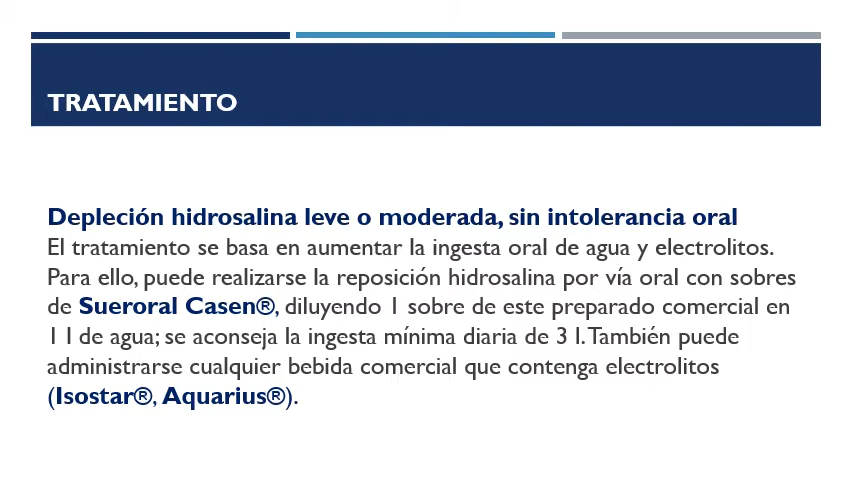 TRATAMIENTO
Depleción hidrosalina leve o moderada, sin intolerancia oral
El tratamiento se basa en aumentar la ingesta oral de agua y electrolitos.
Para ello, puede realizarse la reposición hidrosalina por vía oral con sobres
de Sueroral Casen®, diluyendo 1 sobre de este preparado comercial en
1 l de agua; se aconseja la ingesta mínima diaria de 3 l. También puede
administrarse cualquier bebida comercial que contenga electrolitos
(Isostar®, Aquarius®).